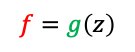 f = g(z)